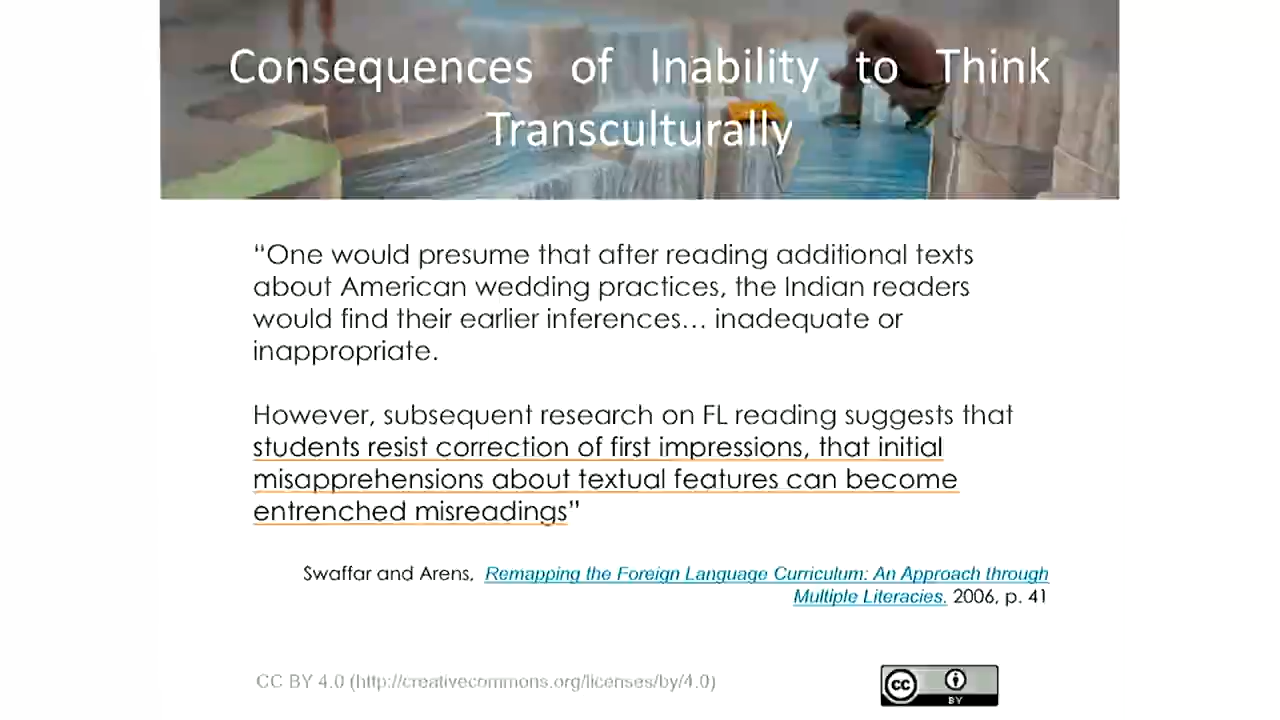 Consequences of Inability to Think
Transculturally
“One would presume that after reading additional texts
about American wedding practices, the Indian readers
would find their earlier inferences… inadequate or
inappropriate.
However, subsequent research on FL reading suggests that
students resist correction of first impressions, that initial
misapprehensions about textual features can become
entrenched misreadings”
Swaffar and Arens, Remapping the Foreign Language Curriculum: An Approach through
Multiple Literacies. 2006, p. 41
CC BY 4.0 (http://creativecommons.org/licenses/by/4.0)
cc
BY